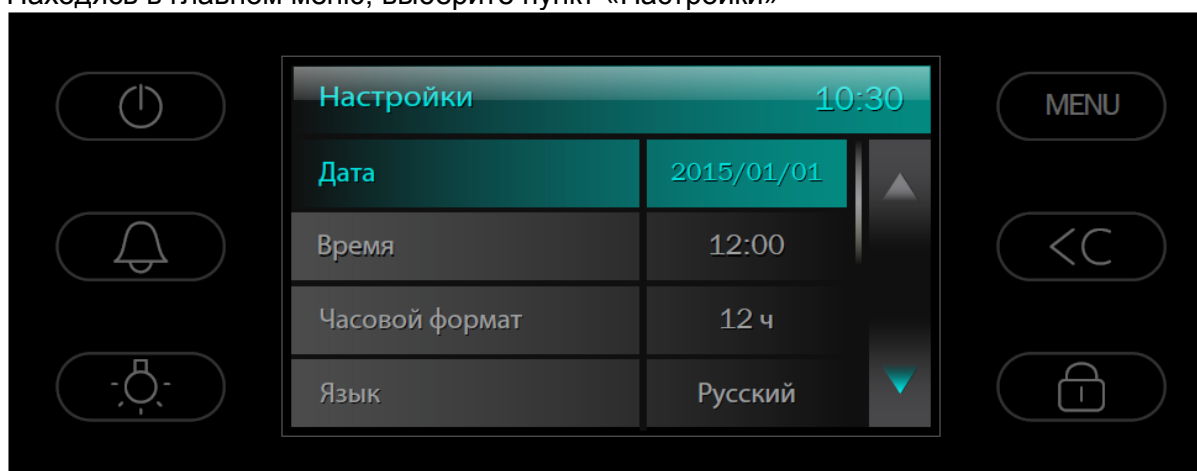 Находясь в главном меню, выберите пункт «Настройки»
Настройки 10:30
MENU
Дата 2015/01/01
Время 12:00
<C
Часовой формат 12 ч
Язык Русский